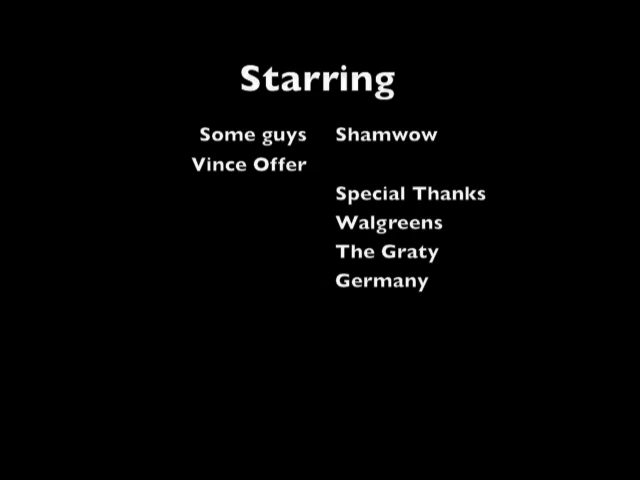 Starring
Some guys Shamwow
Vince Offer
Special Thanks
Walgreens
The Graty
Germany